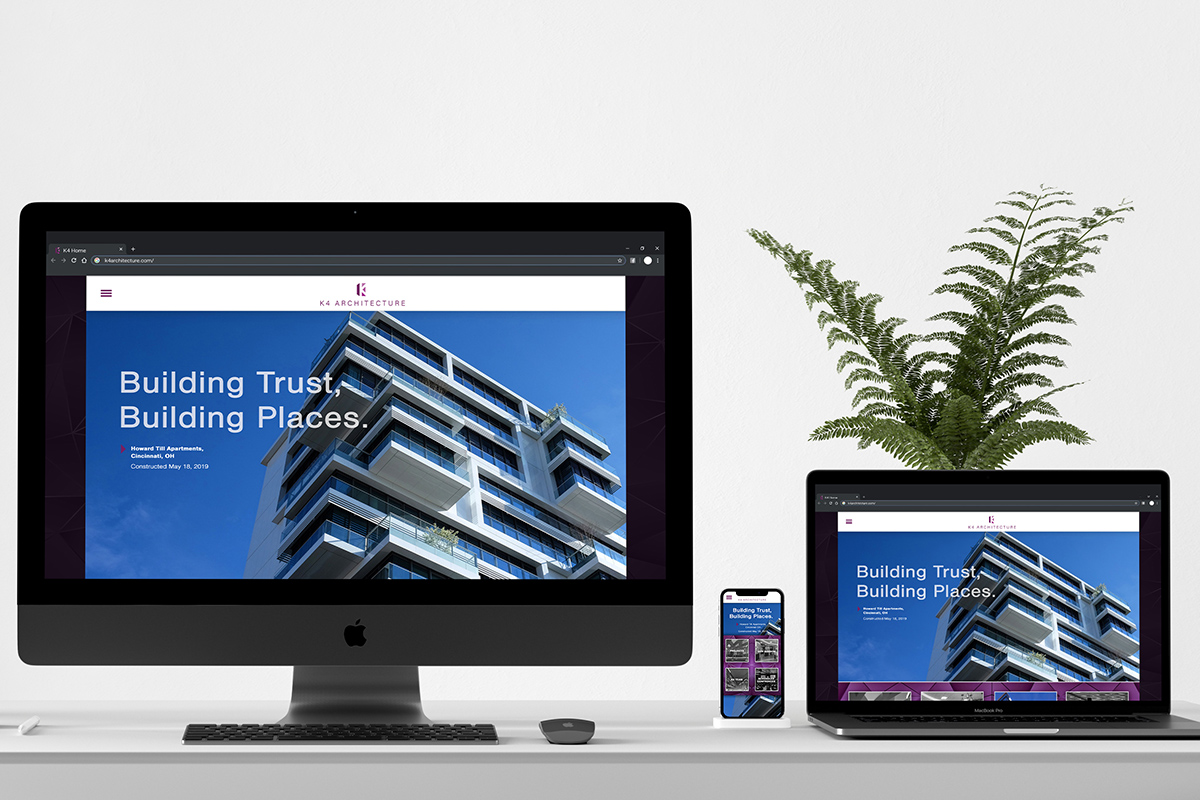 K4 Home
k4architecture.com/
K4 ARCHITECTURE
Building Trust,
Building Places.
Howard Till Apartments,
Cincinnati, OH
Constructed May 18, 2019
Building Trust,
Building Places.
K4 ARCHITECTURE
Building Trust,
Building Places.
Howard Till Apartments,
Cincinnati, OH
Constructed May 18, 2019
MacBook Pro